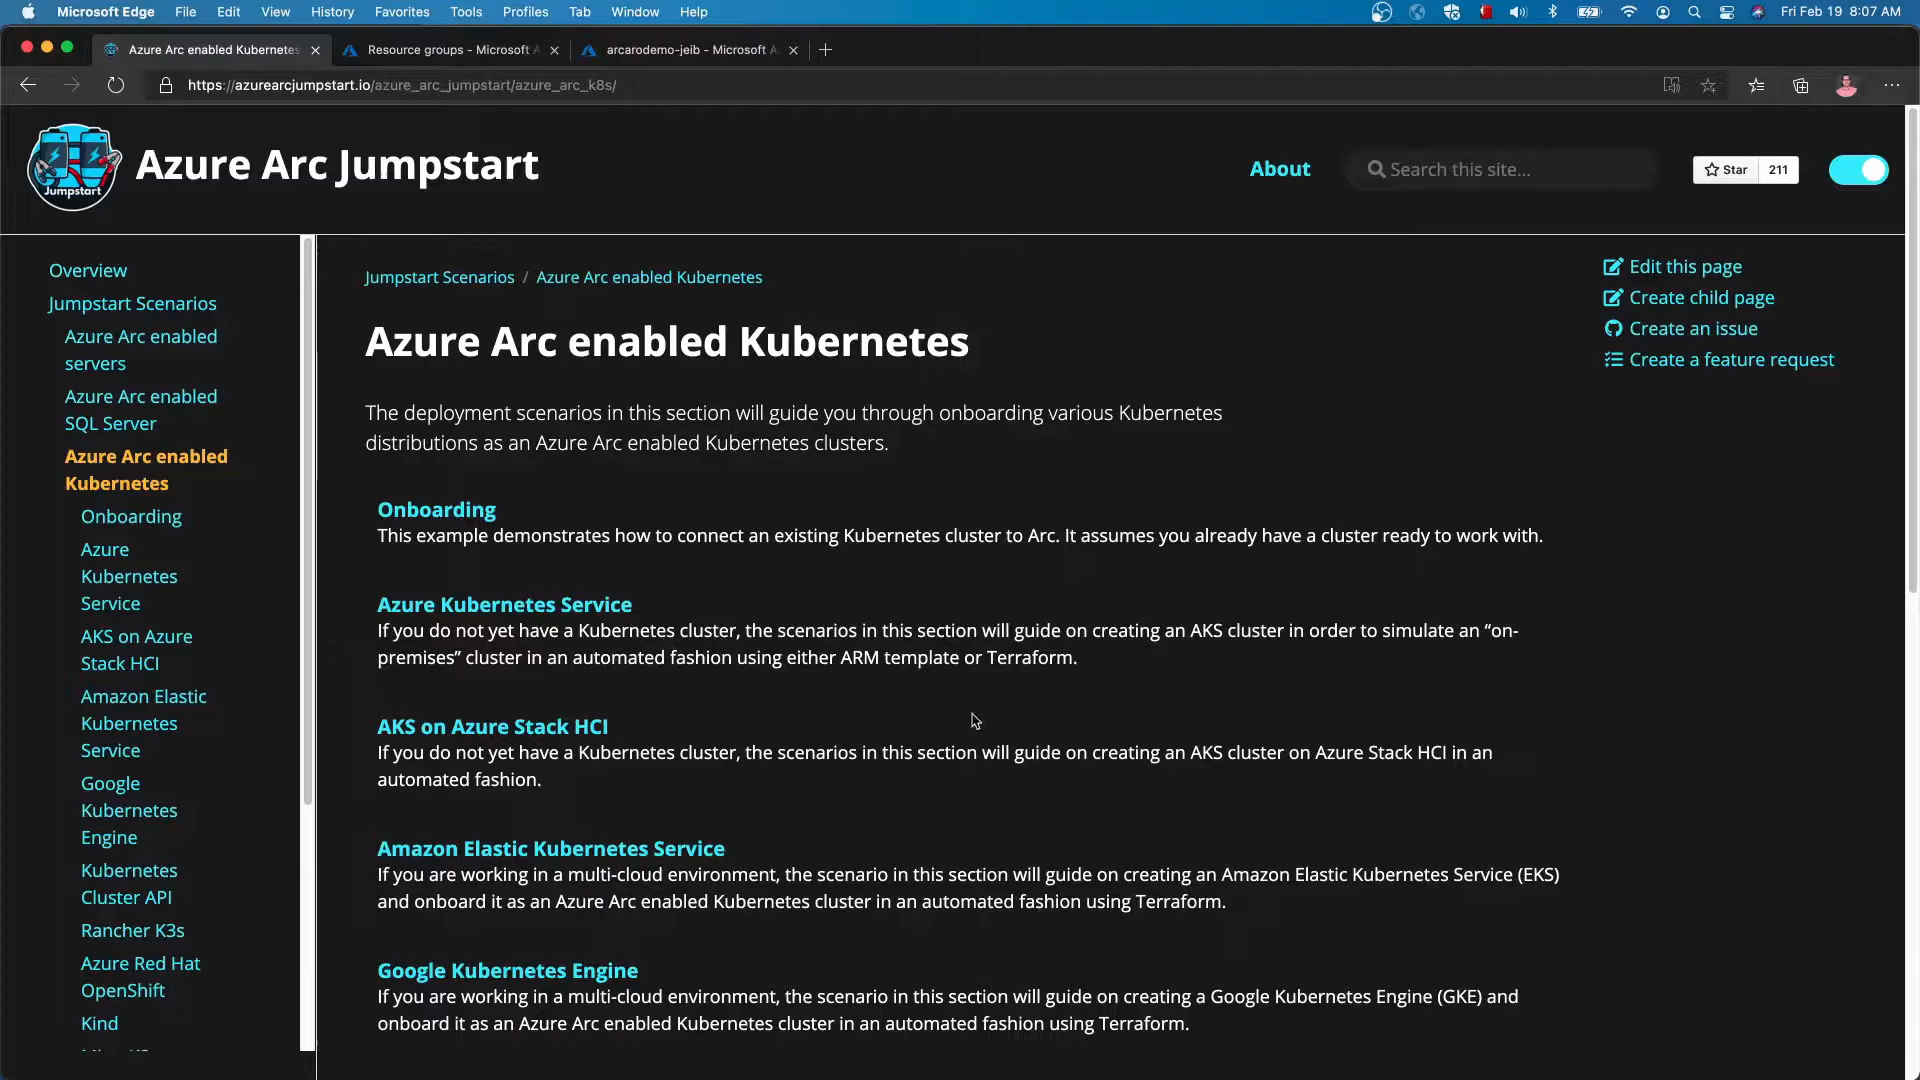 Microsoft Edge File Edit View History Favorites Tools Profiles Tab Window Help Fri Feb 19 8:07 AM
Azure Arc enabled Kubernetes Resource groups - Microsoft A arcarodemo-jeib - Microsoft A
https://azurearcjumpstart.io/azure_arc_jumpstart/azure_arc_k8s/
Jumpstart
Azure Arc Jumpstart
About
Search this site...
Star 211
Overview
Jumpstart Scenarios
Azure Arc enabled
servers
Azure Arc enabled
SQL Server
Azure Arc enabled
Kubernetes
Onboarding
Azure
Kubernetes
Service
AKS on Azure
Stack HCI
Amazon Elastic
Kubernetes
Service
Google
Kubernetes
Engine
Kubernetes
Cluster API
Rancher K3s
Azure Red Hat
OpenShift
Kind
Jumpstart Scenarios / Azure Arc enabled Kubernetes
Azure Arc enabled Kubernetes
The deployment scenarios in this section will guide you through onboarding various Kubernetes
distributions as an Azure Arc enabled Kubernetes clusters.
Onboarding
This example demonstrates how to connect an existing Kubernetes cluster to Arc. It assumes you already have a cluster ready to work with.
Azure Kubernetes Service
If you do not yet have a Kubernetes cluster, the scenarios in this section will guide on creating an AKS cluster in order to simulate an “on-
premises” cluster in an automated fashion using either ARM template or Terraform.
AKS on Azure Stack HCI
If you do not yet have a Kubernetes cluster, the scenarios in this section will guide on creating an AKS cluster on Azure Stack HCI in an
automated fashion.
Amazon Elastic Kubernetes Service
If you are working in a multi-cloud environment, the scenario in this section will guide on creating an Amazon Elastic Kubernetes Service (EKS)
and onboard it as an Azure Arc enabled Kubernetes cluster in an automated fashion using Terraform.
Google Kubernetes Engine
If you are working in a multi-cloud environment, the scenario in this section will guide on creating a Google Kubernetes Engine (GKE) and
onboard it as an Azure Arc enabled Kubernetes cluster in an automated fashion using Terraform.
Edit this page
Create child page
Create an issue
Create a feature request